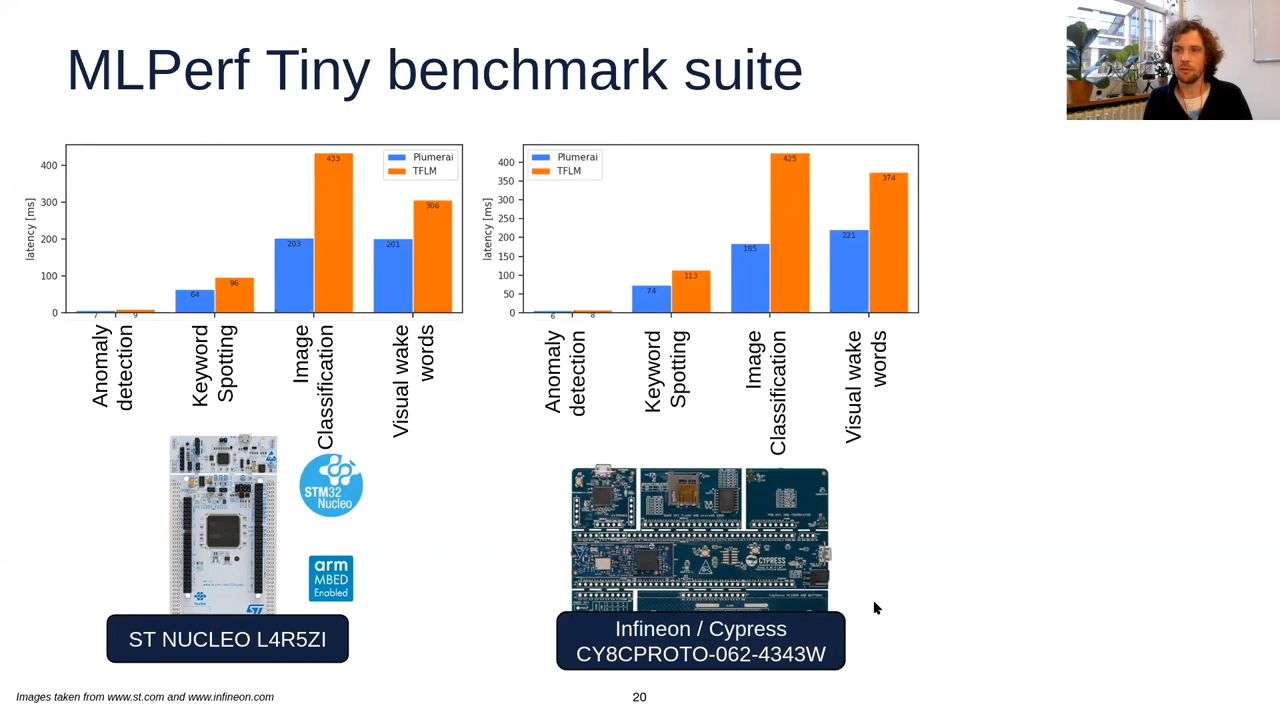 MLPerf Tiny benchmark suite
Plumerai
TFLM
latency [ms]
400
300
200
100
0
7
9
64
96
203
433
201
306
Anomaly
detection
Keyword
Spotting
Image
Classification
Visual wake
words
Plumerai
TFLM
latency [ms]
400
350
300
250
200
150
100
50
0
6
8
74
113
185
425
221
374
Anomaly
detection
Keyword
Spotting
Image
Classification
Visual wake
words
STM32
Nucleo
arm
MBED
Enabled
CYPRESS
ST NUCLEO L4R5ZI
Infineon / Cypress
CY8CPROTO-062-4343W
Images taken from www.st.com and www.infineon.com
20